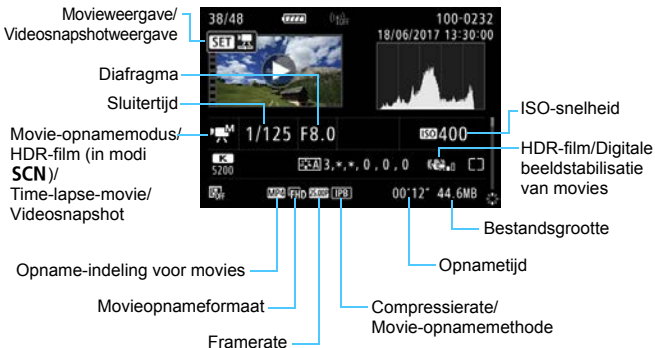 Movieweergave/
Videosnapshotweergave
Diafragma
Sluitertijd
Movie-opnamemodus/
HDR-film (in modi
SCN)/
Time-lapse-movie/
Videosnapshot
38/48
100-0232
18/06/2017 13:30:00
SET
M
1/125 F8.0
ISO 400
K
5200
A 3,*,*,0,0,0
OFF
MP4 FHD IPB
00'12" 44.6MB
ISO-snelheid
HDR-film/Digitale
beeldstabilisatie
van movies
Bestandsgrootte
Opnametijd
Opname-indeling voor movies
Movieopnameformaat
Framerate
Compressierate/
Movie-opnamemethode